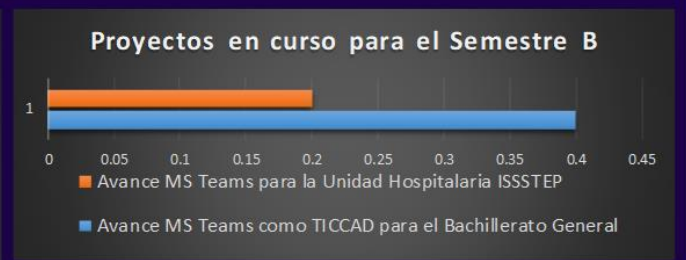 Proyectos en curso para el Semestre B
1
0 0.05 0.1 0.15 0.2 0.25 0.3 0.35 0.4 0.45
Avance MS Teams para la Unidad Hospitalaria ISSSTEP
Avance MS Teams como TICCAD para el Bachillerato General